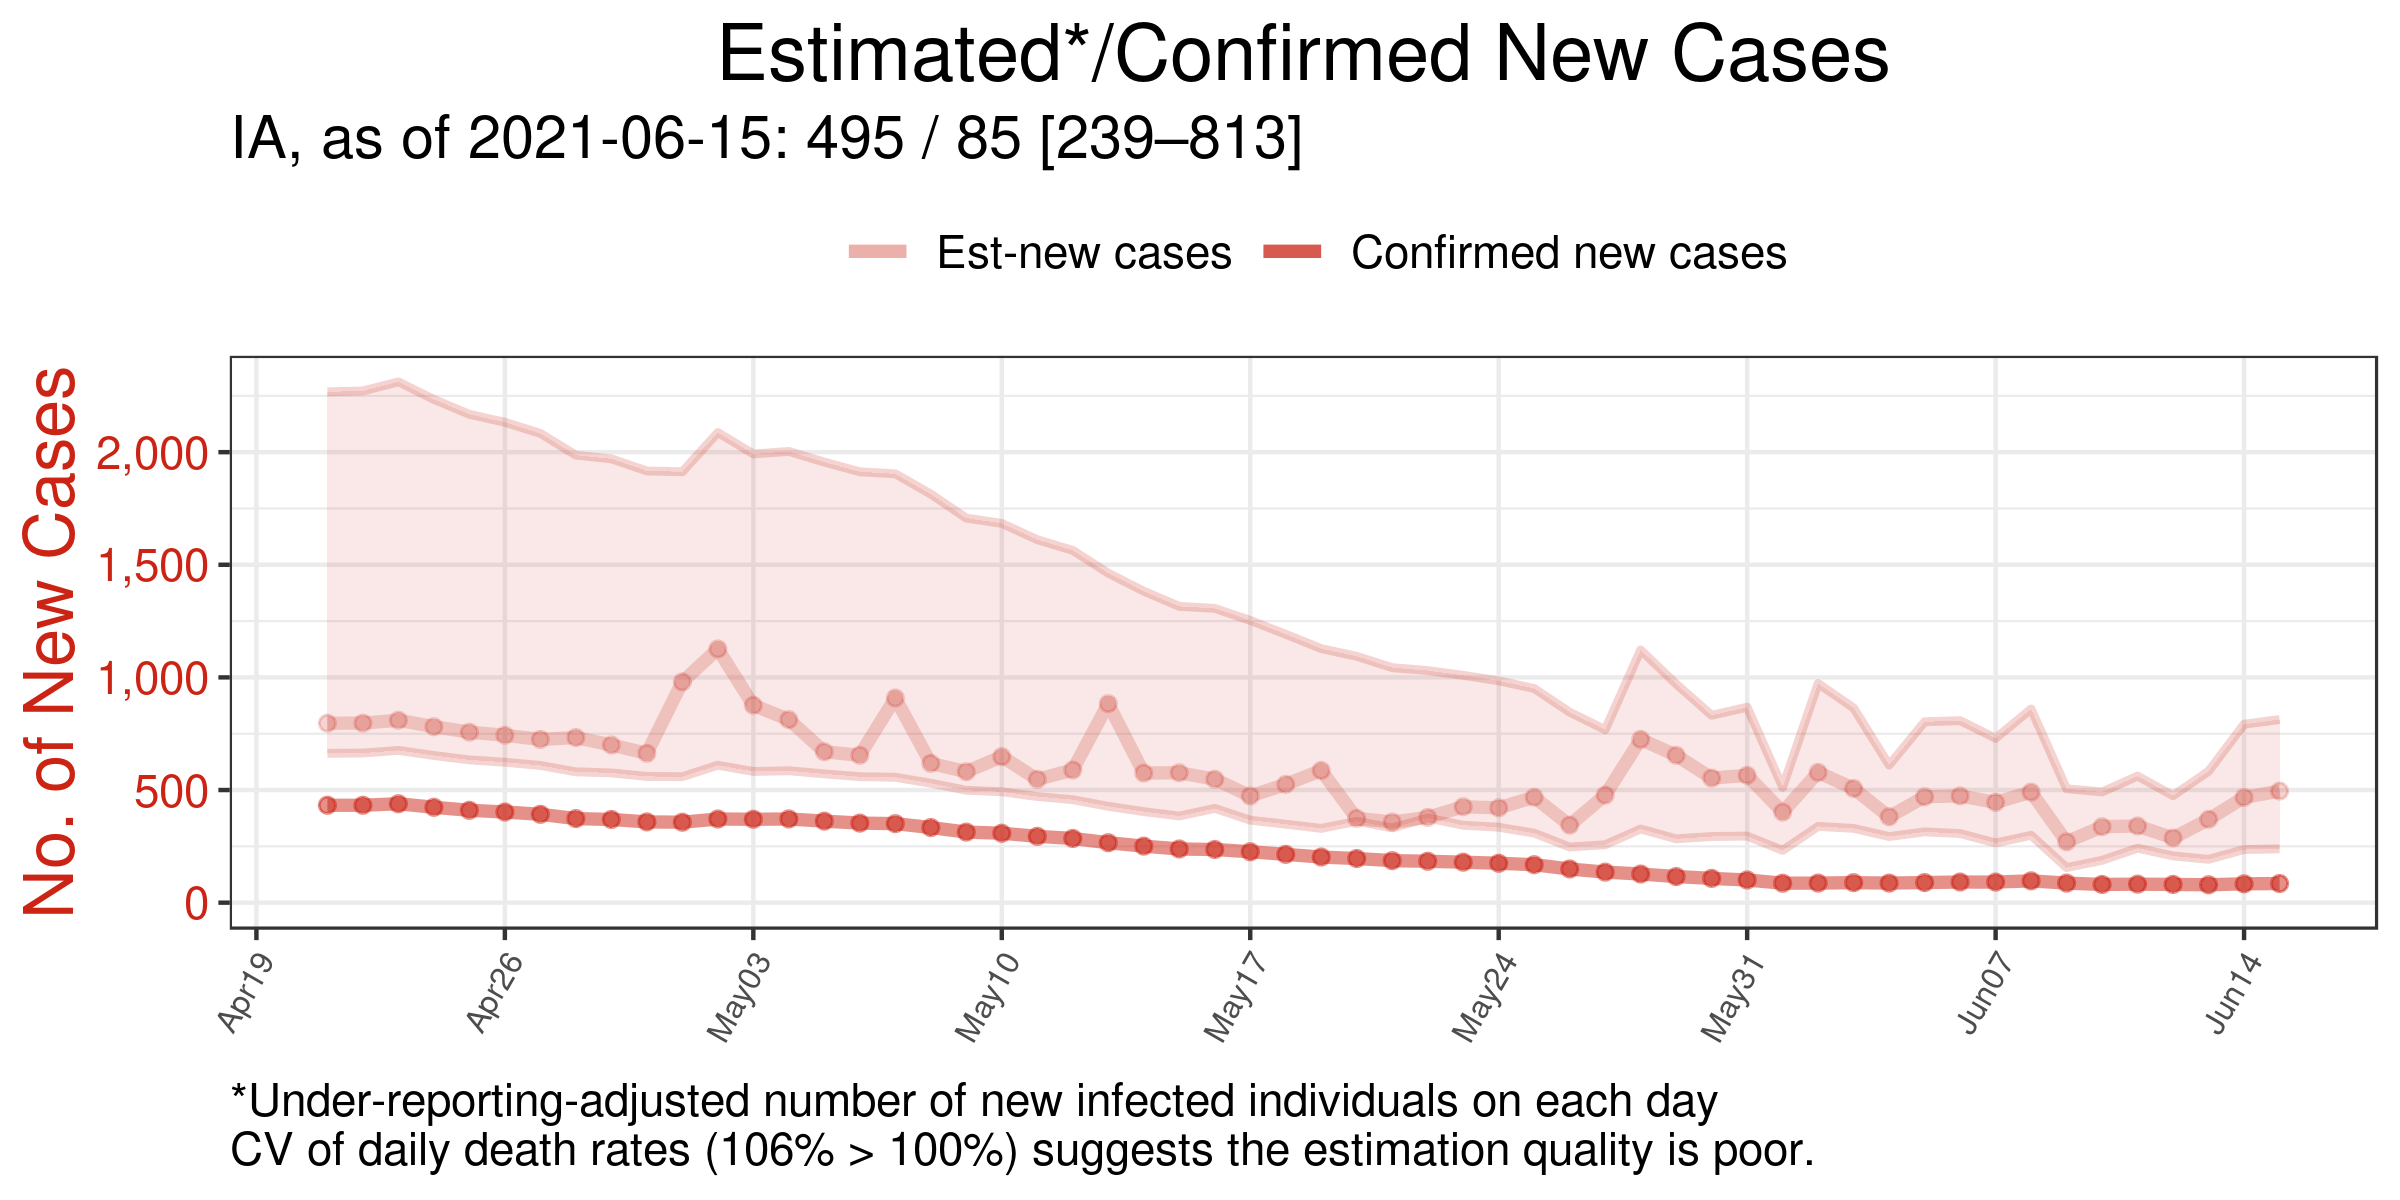 Estimated*/Confirmed New Cases
IA, as of 2021-06-15: 495 / 85 [239–813]
Est-new cases
Confirmed new cases
No. of New Cases
2,000
1,500
1,000
500
0
Apr19
Apr26
May03
May10
May17
May24
May31
Jun07
Jun14
*Under-reporting-adjusted number of new infected individuals on each day
CV of daily death rates (106% > 100%) suggests the estimation quality is poor.